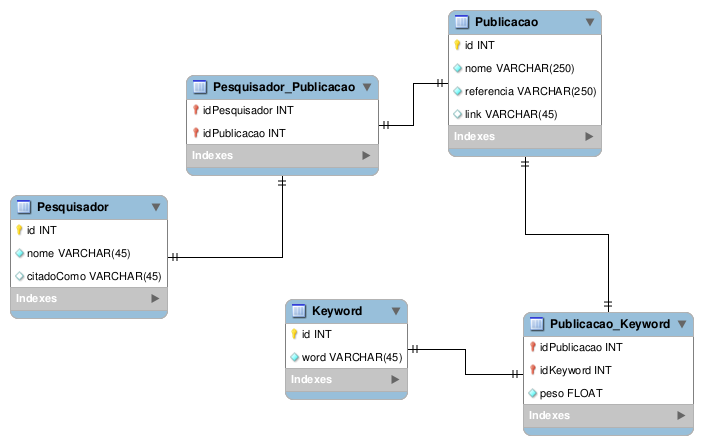 Publicacao
id INT
nome VARCHAR(250)
referencia VARCHAR(250)
link VARCHAR(45)
Indexes
Pesquisador_Publicacao
idPesquisador INT
idPublicacao INT
Indexes
Pesquisador
id INT
nome VARCHAR(45)
citadoComo VARCHAR(45)
Indexes
Keyword
id INT
word VARCHAR(45)
Indexes
Publicacao_Keyword
idPublicacao INT
idKeyword INT
peso FLOAT
Indexes